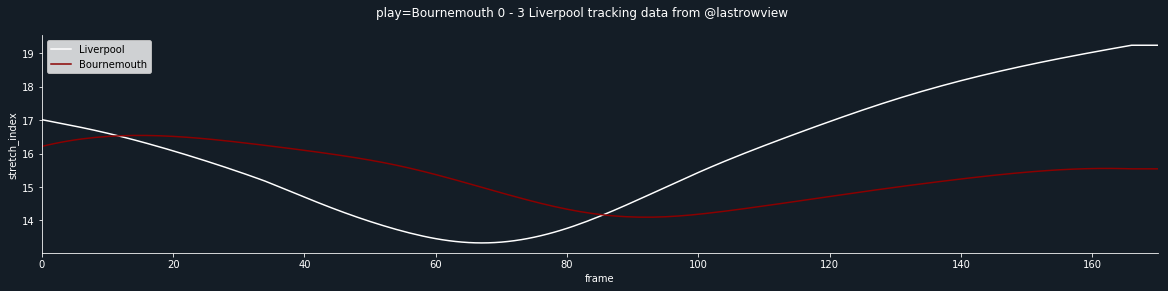 play=Bournemouth 0 - 3 Liverpool tracking data from @lastrowview
Liverpool
Bournemouth
19
18
17
16
15
14
stretch_index
0 20 40 60 80 100 120 140 160
frame